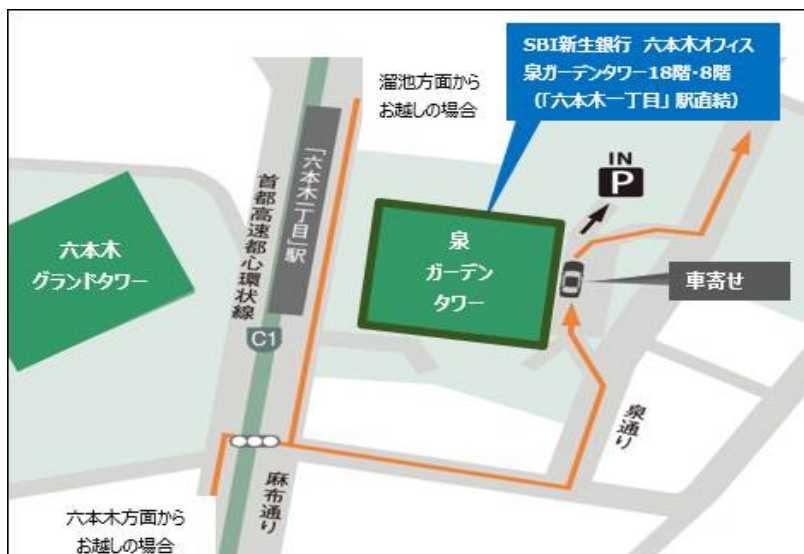 SBI新生銀行 六本木オフィス
泉ガーデンタワー18階・8階
(「六本木一丁目」駅直結)
溜池方面から
お越しの場合
「六本木一丁目」駅
首都高速都心環状線
C1
IN
P
六本木
グランドタワー
泉
ガーデン
タワー
車寄せ
泉通り
麻布通り
六本木方面から
お越しの場合